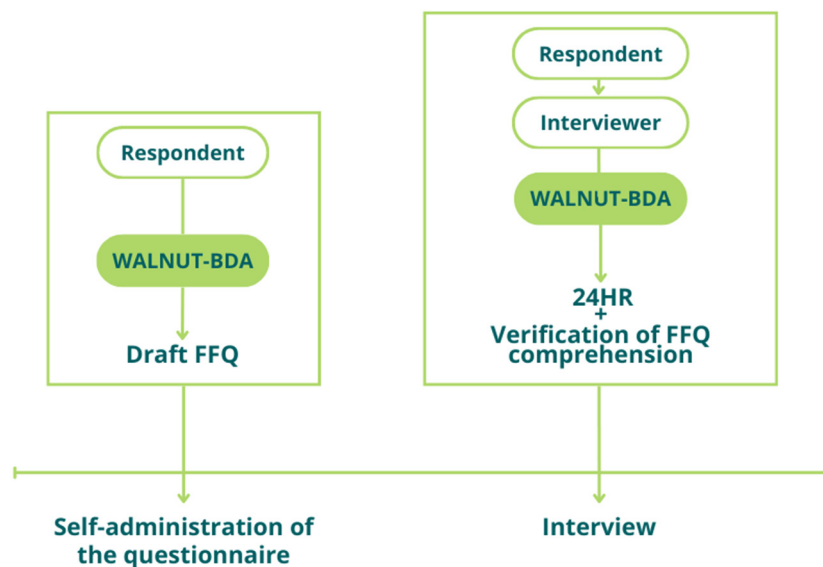 Respondent
WALNUT-BDA
Draft FFQ
Self-administration of
the questionnaire
Respondent
Interviewer
WALNUT-BDA
24HR
+
Verification of FFQ
comprehension
Interview